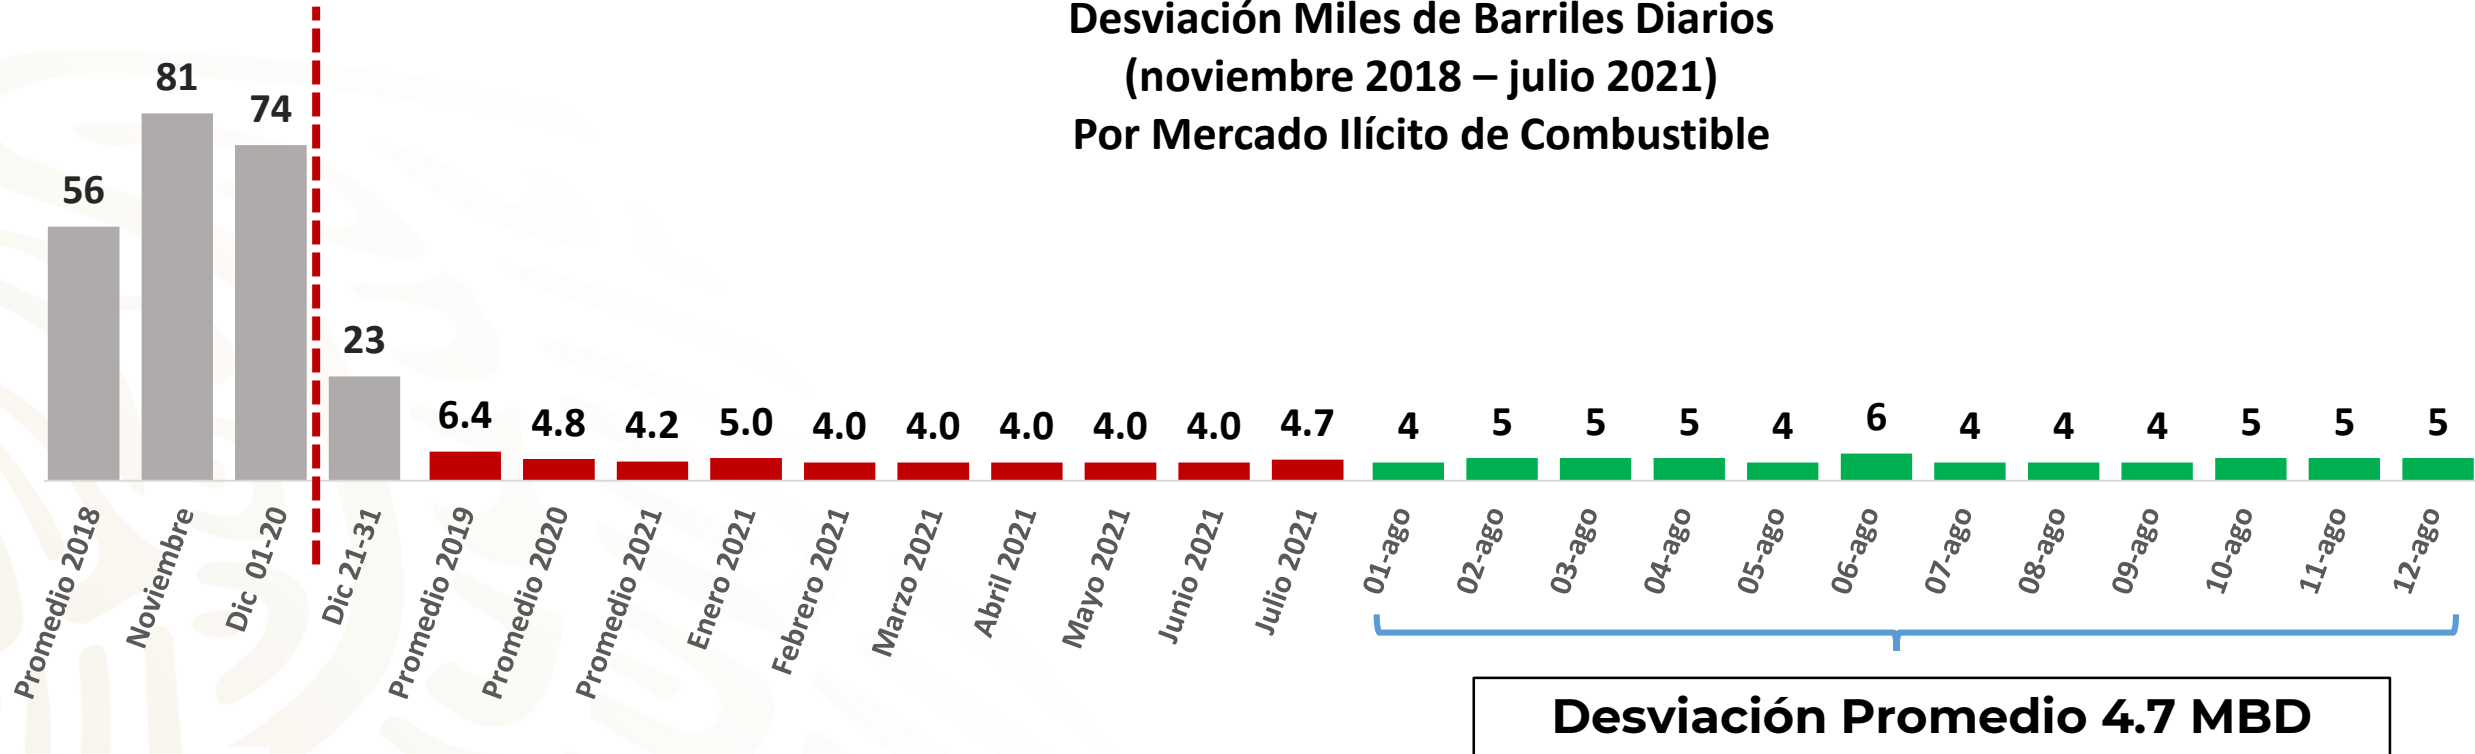 Desviación Miles de Barriles Diarios
(noviembre 2018 – julio 2021)
Por Mercado Ilícito de Combustible
56
81
74
23
6.4
4.8
4.2
5.0
4.0
4.0
4.0
4.0
4.0
4.7
4
5
5
5
4
6
4
4
4
5
5
5
Promedio 2018
Noviembre
Dic 01-20
Dic 21-31
Promedio 2019
Promedio 2020
Promedio 2021
Enero 2021
Febrero 2021
Marzo 2021
Abril 2021
Mayo 2021
Junio 2021
Julio 2021
01-ago
02-ago
03-ago
04-ago
05-ago
06-ago
07-ago
08-ago
09-ago
10-ago
11-ago
12-ago
Desviación Promedio 4.7 MBD